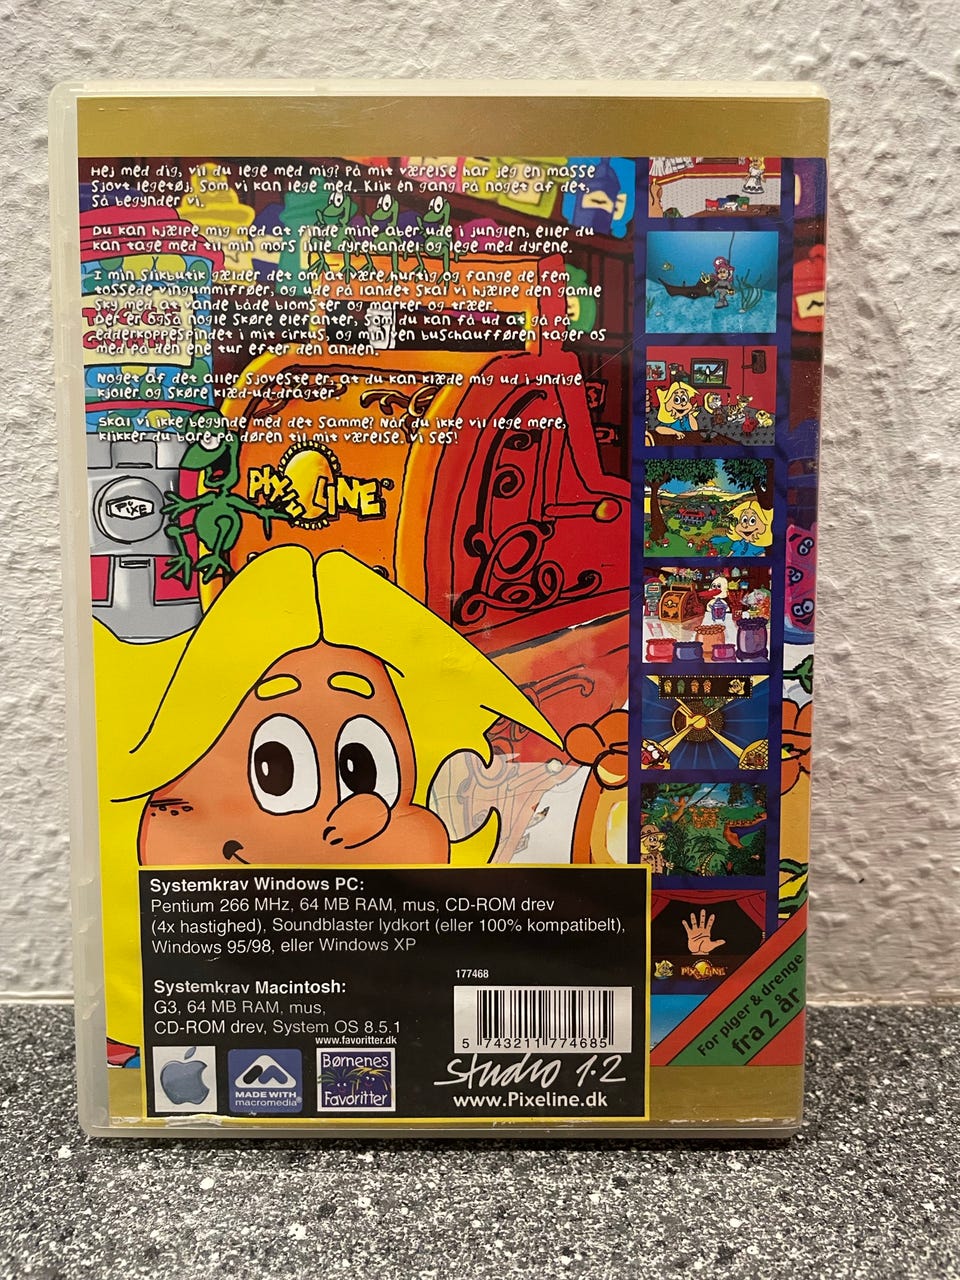 Hej med dig, vil du lege med mig? På mit værelse har jeg en masse
Sjovt legetøj, Som vi kan lege med. Klik en gang på noget af det,
Så begynder vi.
Du kan hjælpe mig med at finde mine aber ude i junglen, eller du
kan tage med til min mors lille dyrehandel og lege med dyrene.
I min Slikbutik gælder det om at være hurtig og fange de fem
tossede vingummifrøer, og ude på landet Skal vi hjælpe den gamle
Sky med at vande både blomster og marker og træer.
Der er også nogle Skøre elefanter, Som du kan få ud at gå på
edderkoppespindet i mit cirkus, og min ven buschaufføren tager os
med på den ene tur efter den anden.
Noget af det aller Sjoveste er, at du kan klæde mig ud i yndige
kjoler og Skøre klæd-ud-dragter.
Skal vi ikke begynde med det Samme? Når du ikke vil lege mere,
klikker du bare på døren til mit værelse. Vi ses!
PIXELINE
PIXE
PIXELINE
For piger & drenge
fra 2 år
Systemkrav Windows PC:
Pentium 266 MHz, 64 MB RAM, mus, CD-ROM drev
(4x hastighed), Soundblaster lydkort (eller 100% kompatibelt),
Windows 95/98, eller Windows XP
Systemkrav Macintosh:
G3, 64 MB RAM, mus,
CD-ROM drev, System OS 8.5.1
www.favoritter.dk
MADE WITH
macromedia
Børnenes
Favoritter
177468
5 743211 774685
Studio 1.2
www.Pixeline.dk